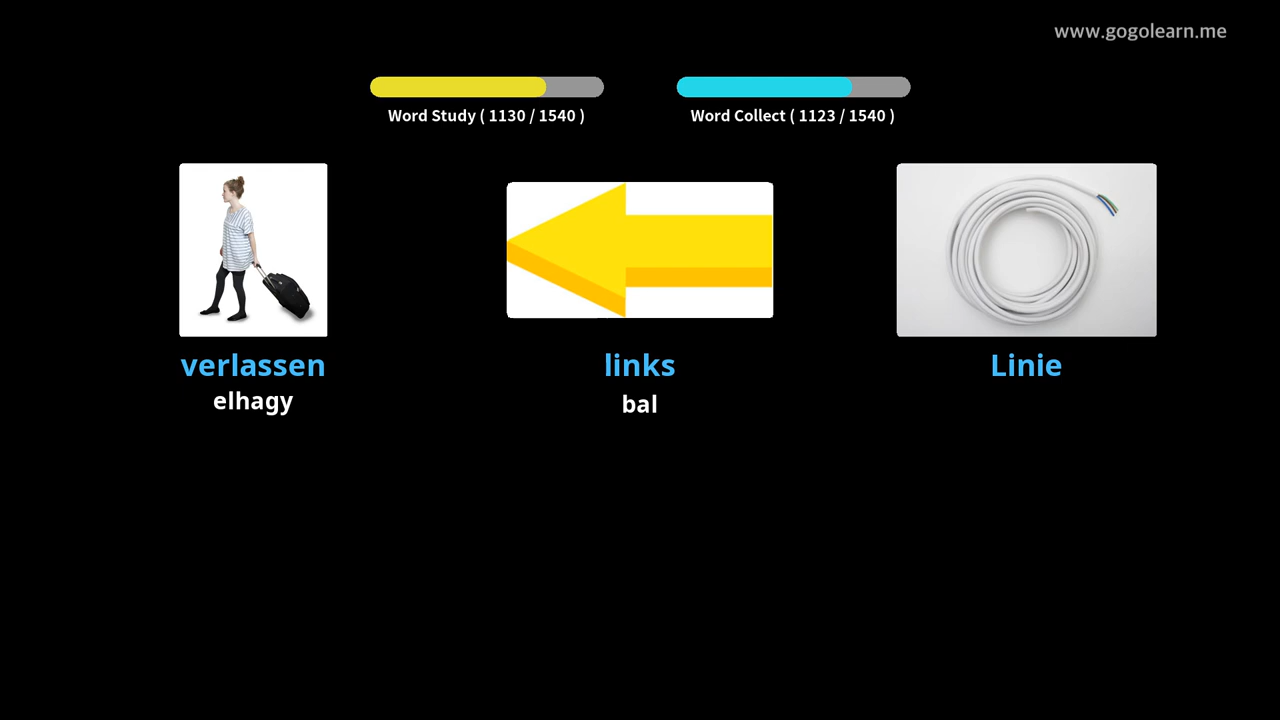 www.gogolearn.me
Word Study ( 1130 / 1540 )
Word Collect ( 1123 / 1540 )
verlassen
elhagy
links
bal
Linie